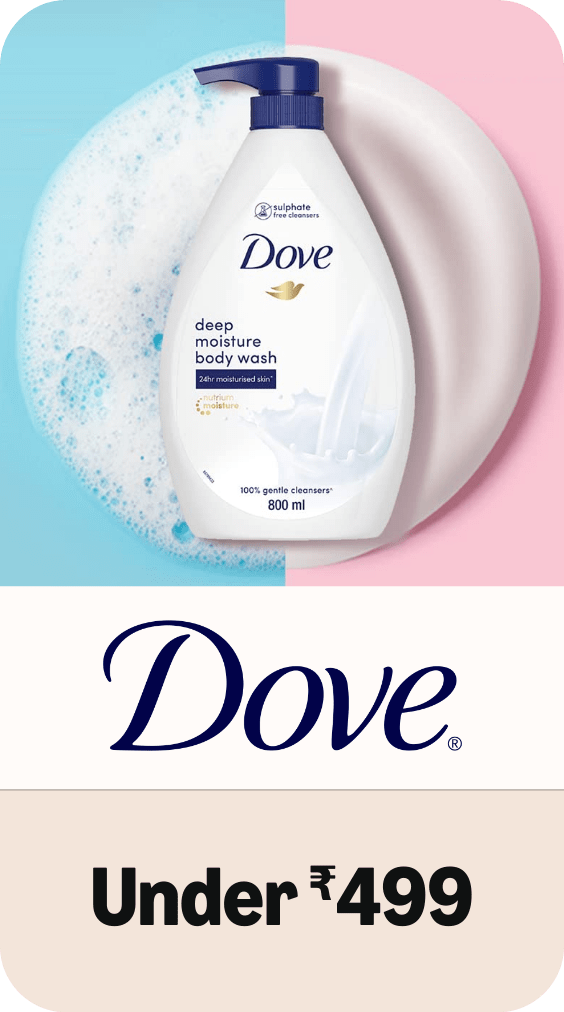 sulphate
free cleansers
Dove
deep
moisture
body wash
24hr moisturised skin*
nutrium
moisture
100% gentle cleansers^
800 ml
Dove®
Under ₹499